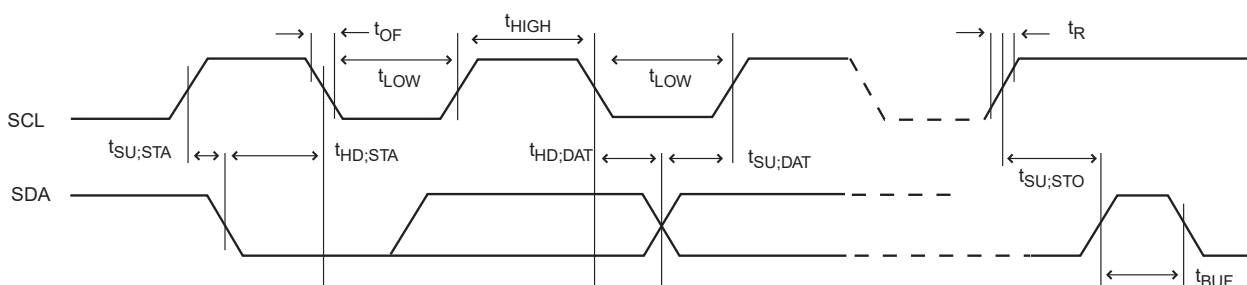 tOF
tHIGH
tR
tLOW
tLOW
SCL
tSU;STA
tHD;STA
tHD;DAT
tSU;DAT
tSU;STO
SDA
tBUF